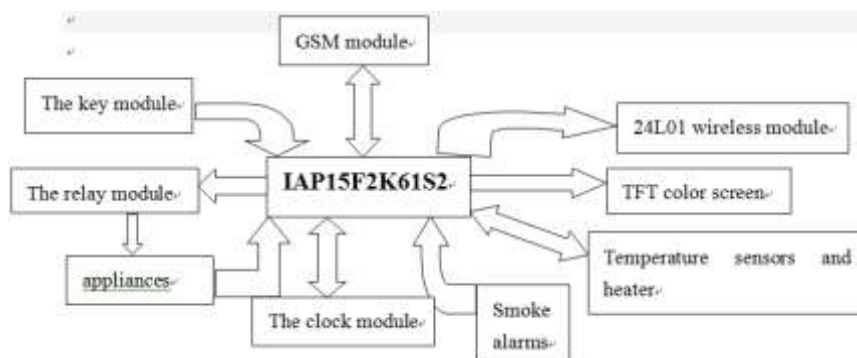 GSM module
The key module
24L01 wireless module
IAP15F2K61S2
The relay module
TFT color screen
appliances
Temperature sensors and
heater
The clock module
Smoke
alarms